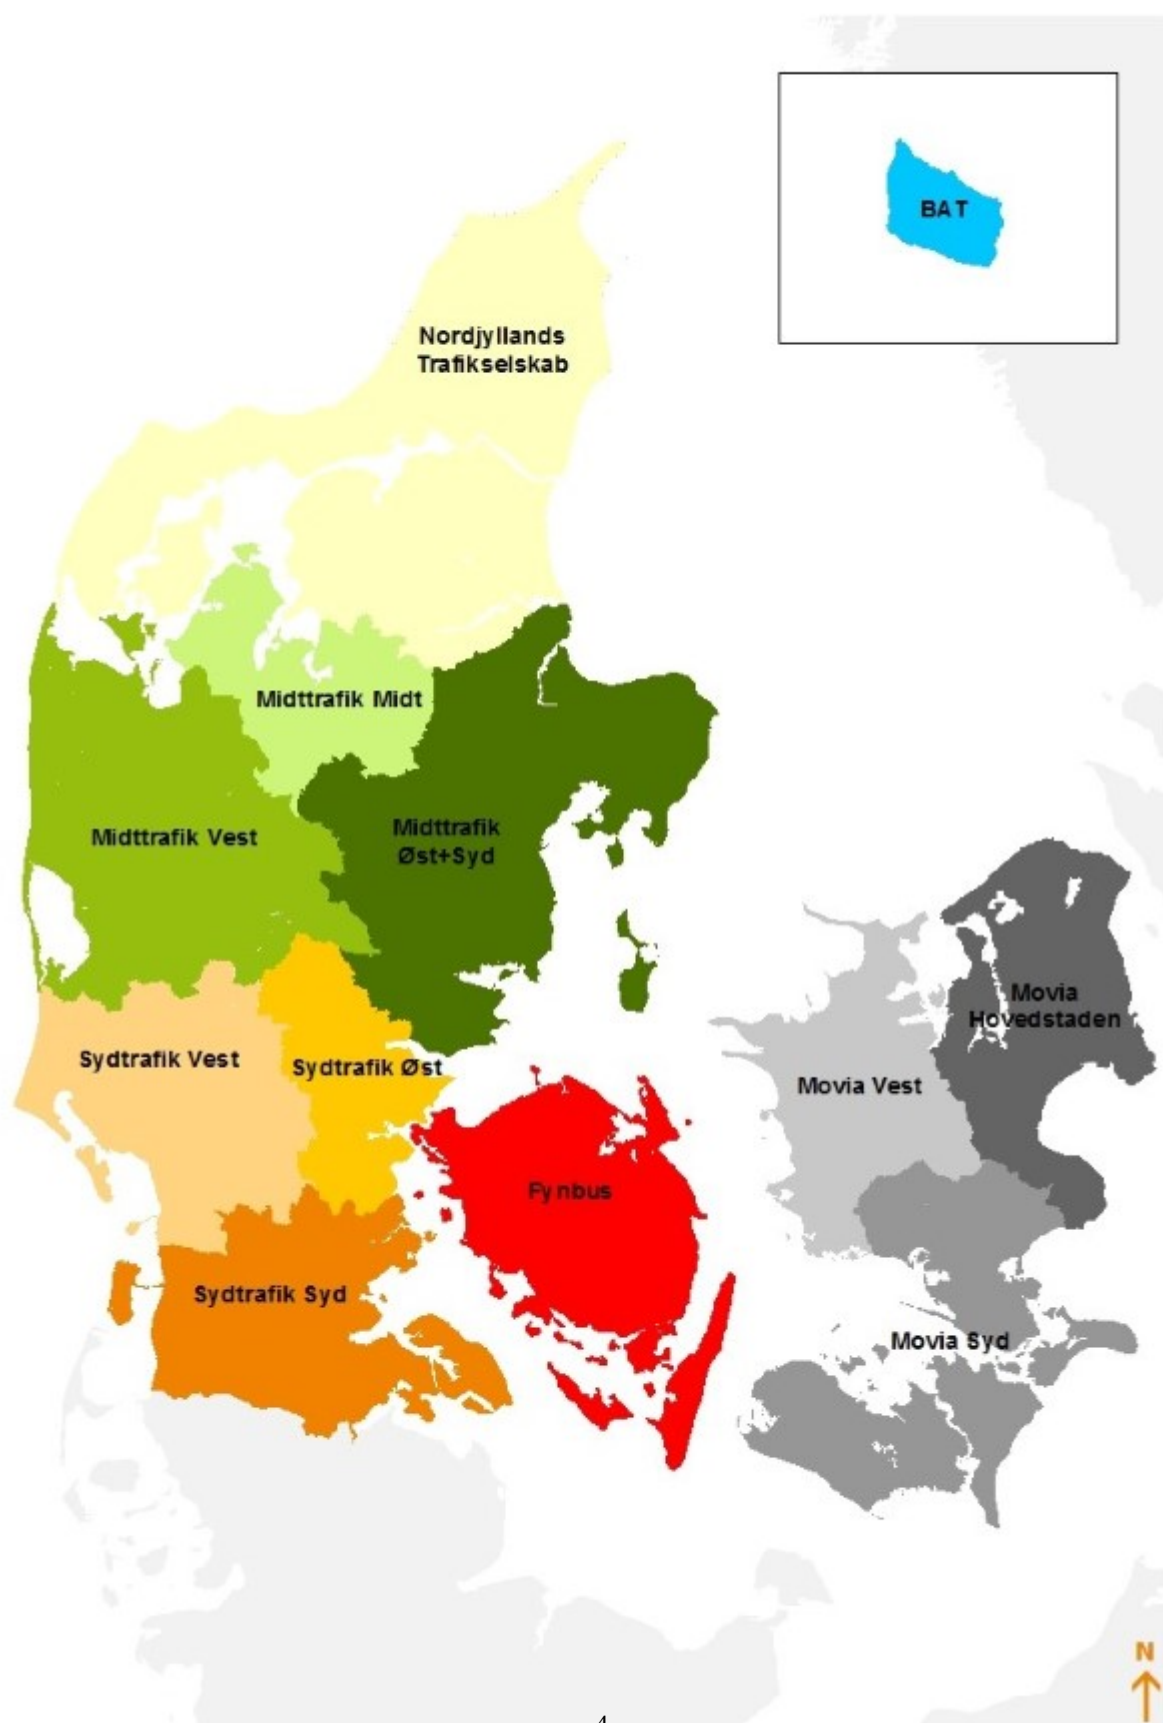 BAT
Nordjyllands
Trafikselskab
Midttrafik Midt
Midttrafik Vest
Midttrafik
Øst+Syd
Movia
Hovedstaden
Sydtrafik Vest
Sydtrafik Øst
Movia Vest
Fynbus
Sydtrafik Syd
Movia Syd
N
4